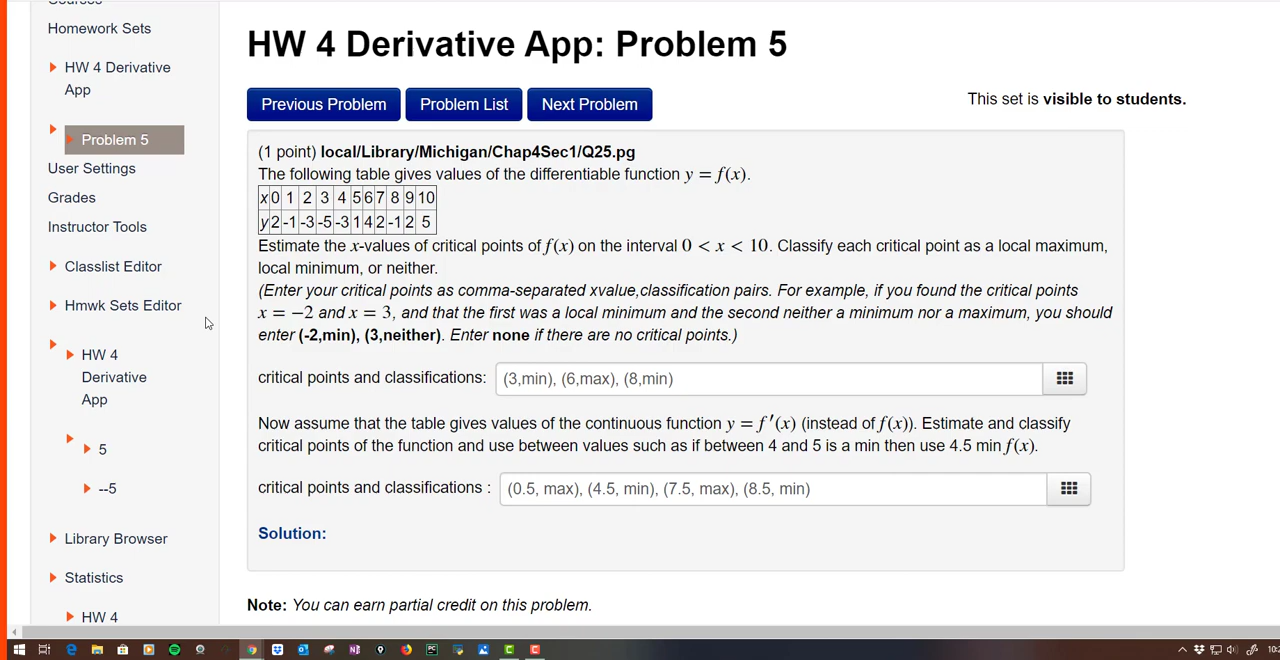 Courses
Homework Sets
HW 4 Derivative
App
Problem 5
User Settings
Grades
Instructor Tools
Classlist Editor
Hmwk Sets Editor
HW 4
Derivative
App
5
--5
Library Browser
Statistics
HW 4
HW 4 Derivative App: Problem 5
Previous Problem Problem List Next Problem
This set is visible to students.
(1 point) local/Library/Michigan/Chap4Sec1/Q25.pg
The following table gives values of the differentiable function y = f(x).
x 0 1 2 3 4 5 6 7 8 9 10
y 2 -1 -3 -5 -3 1 4 2 -1 2 5
Estimate the x-values of critical points of f(x) on the interval 0 < x < 10. Classify each critical point as a local maximum,
local minimum, or neither.
(Enter your critical points as comma-separated xvalue,classification pairs. For example, if you found the critical points
x = −2 and x = 3, and that the first was a local minimum and the second neither a minimum nor a maximum, you should
enter (-2,min), (3,neither). Enter none if there are no critical points.)
critical points and classifications: (3,min), (6,max), (8,min)
Now assume that the table gives values of the continuous function y = f′(x) (instead of f(x)). Estimate and classify
critical points of the function and use between values such as if between 4 and 5 is a min then use 4.5 min f(x).
critical points and classifications : (0.5, max), (4.5, min), (7.5, max), (8.5, min)
Solution:
Note: You can earn partial credit on this problem.